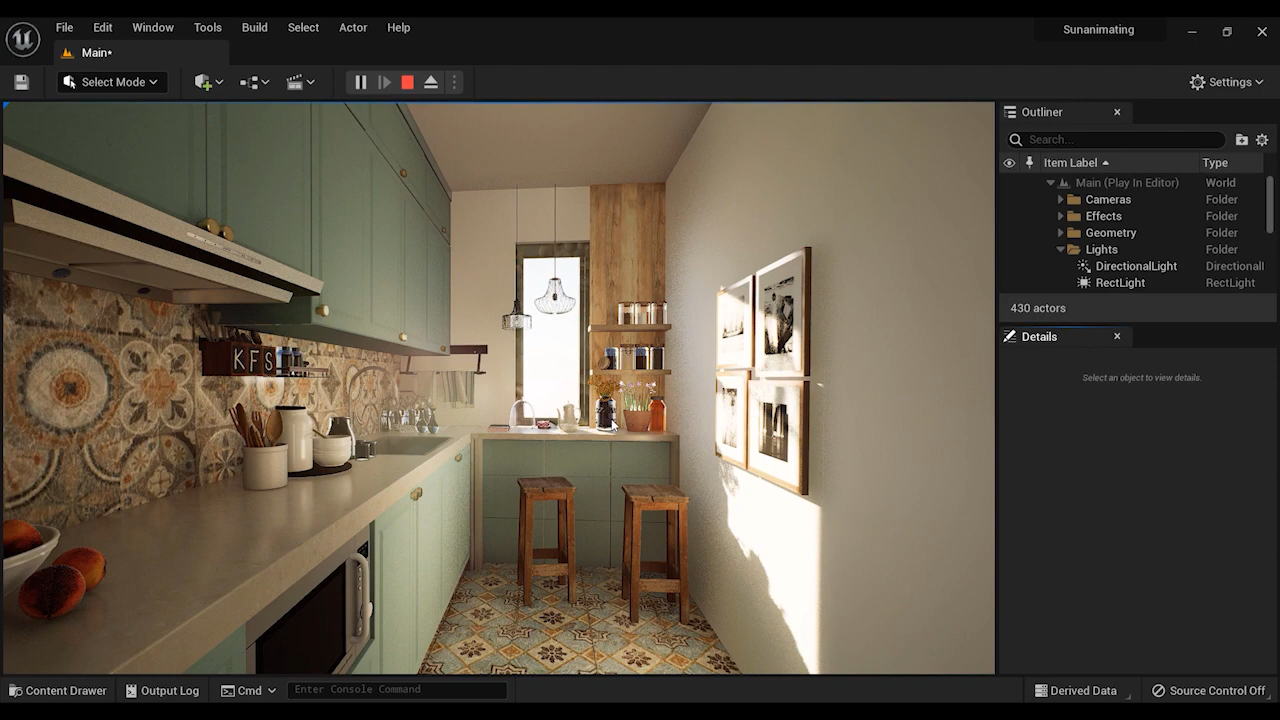 File Edit Window Tools Build Select Actor Help
Sunanimating
Main*
Select Mode
Settings
Outliner
Search...
Item Label Type
Main (Play In Editor) World
Cameras Folder
Effects Folder
Geometry Folder
Lights Folder
DirectionalLight Directionall
RectLight RectLight
430 actors
Details
Select an object to view details.
KFS
Content Drawer Output Log Cmd Enter Console Command Derived Data Source Control Off